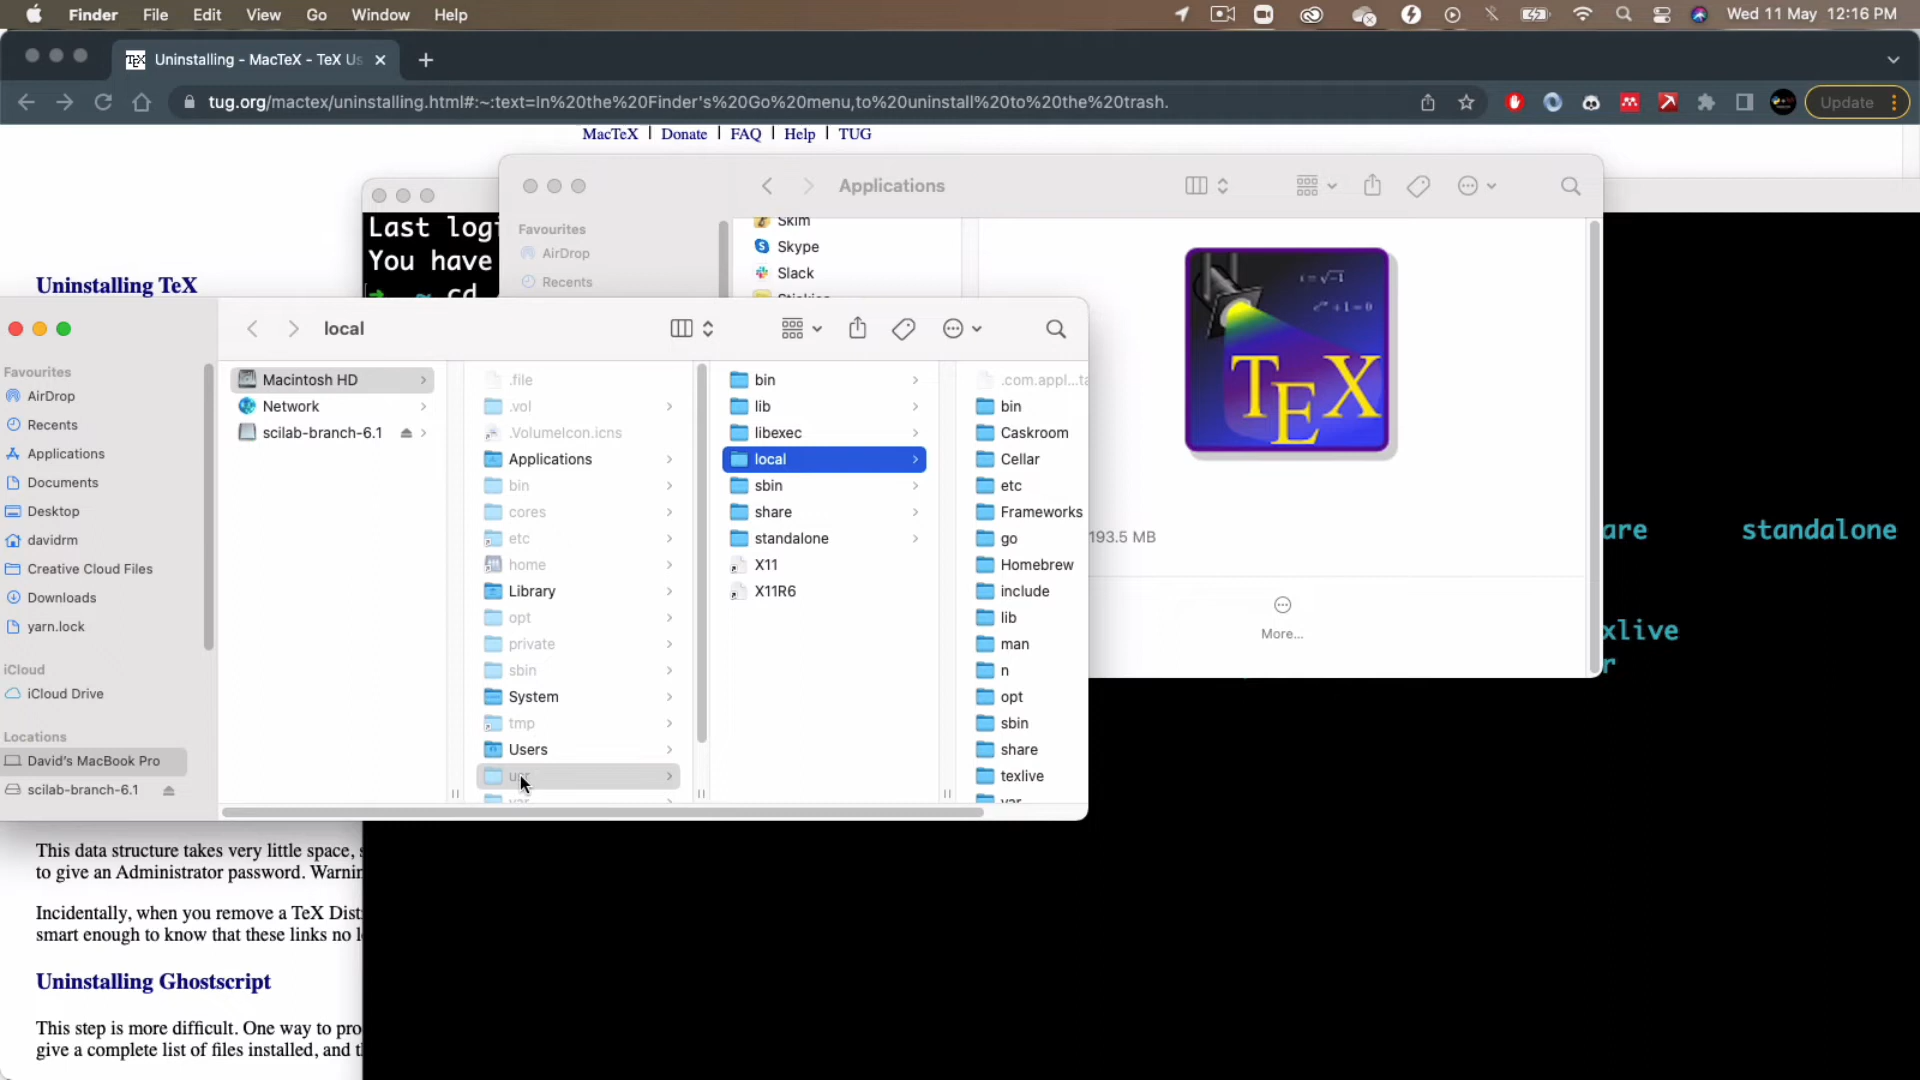 Finder File Edit View Go Window Help
Wed 11 May 12:16 PM
TEX Uninstalling - MacTeX - TeX Us
tug.org/mactex/uninstalling.html#:~:text=In%20the%20Finder's%20Go%20menu,to%20uninstall%20to%20the%20trash.
Update
MacTeX | Donate | FAQ | Help | TUG
Applications
Favourites
AirDrop
Recents
Skim
Skype
Slack
TEX
193.5 MB
More...
Last logi
You have
~ cd
are standalone
xlive
r
Uninstalling TeX
local
Favourites
AirDrop
Recents
Applications
Documents
Desktop
davidrm
Creative Cloud Files
Downloads
yarn.lock
iCloud
iCloud Drive
Locations
David's MacBook Pro
scilab-branch-6.1
Macintosh HD
Network
scilab-branch-6.1
.file
.vol
.VolumeIcon.icns
Applications
bin
cores
etc
home
Library
opt
private
sbin
System
tmp
Users
usr
var
bin
lib
libexec
local
sbin
share
standalone
X11
X11R6
.com.appl...ta
bin
Caskroom
Cellar
etc
Frameworks
go
Homebrew
include
lib
man
n
opt
sbin
share
texlive
var
This data structure takes very little space, s
to give an Administrator password. Warnin
Incidentally, when you remove a TeX Dist
smart enough to know that these links no l
Uninstalling Ghostscript
This step is more difficult. One way to pro
give a complete list of files installed, and t